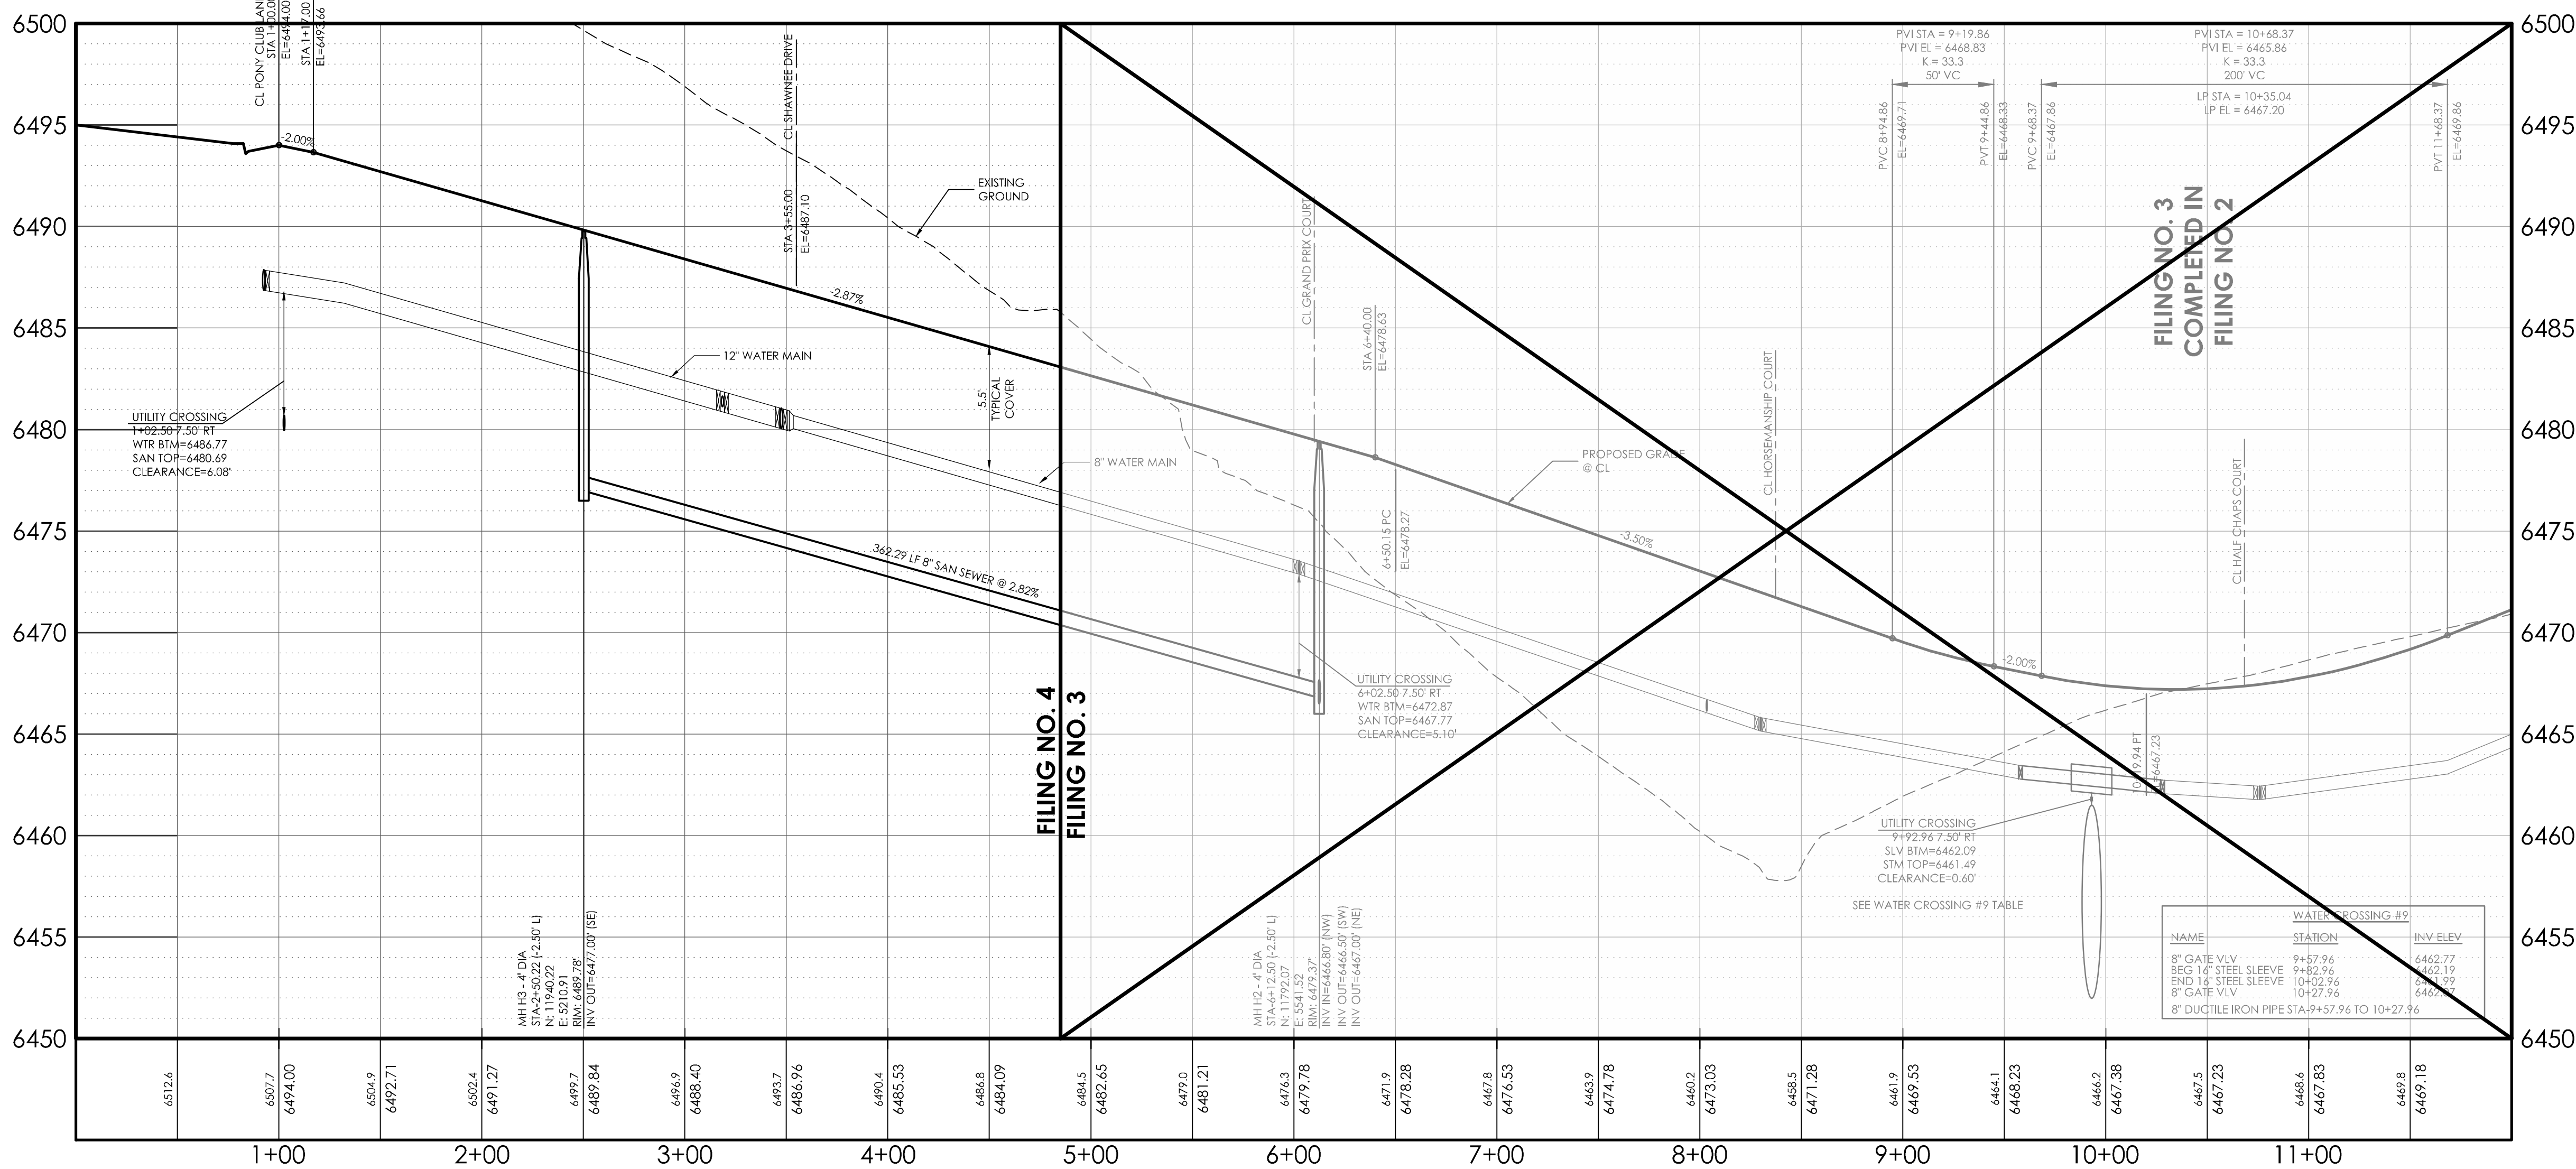 6500
6495
6490
6485
6480
6475
6470
6465
6460
6455
6450
6500
6495
6490
6485
6480
6475
6470
6465
6460
6455
6450
CL PONY CLUB
STA 1+00.00
EL=6494.00
STA 1+17.00
EL=6493.66
-2.00%
CL SHAWNEE DRIVE
STA 3+55.00
EL=6487.10
EXISTING
GROUND
-2.87%
12" WATER MAIN
5.5'
TYPICAL
COVER
8" WATER MAIN
UTILITY CROSSING
1+02.50 7.50' RT
WTR BTM=6486.77
SAN TOP=6480.69
CLEARANCE=6.08'
362.29 LF 8" SAN SEWER @ 2.82%
FILING NO. 4
FILING NO. 3
MH H3 - 4' DIA
STA-2+50.22 (-2.50' L)
N: 11940.22
E: 5210.91
RIM: 6489.78'
INV OUT=6477.00' (SE)
CL GRAND PRIX COURT
STA 6+40.00
EL=6478.63
6+50.15 PC
EL=6478.27
PROPOSED GRADE
@ CL
-3.50%
CL HORSEMANSHIP COURT
UTILITY CROSSING
6+02.50 7.50' RT
WTR BTM=6472.87
SAN TOP=6467.77
CLEARANCE=5.10'
MH H2 - 4' DIA
STA-6+12.50 (-2.50' L)
N: 11792.07
E: 5541.52
RIM: 6479.37'
INV IN=6466.80' (NW)
INV OUT=6466.50' (SW)
INV OUT=6467.00' (NE)
PVI STA = 9+19.86
PVI EL = 6468.83
K = 33.3
50' VC
PVC 8+94.86
EL=6469.71
PVT 9+44.86
EL=6468.33
PVI STA = 10+68.37
PVI EL = 6465.86
K = 33.3
200' VC
LP STA = 10+35.04
LP EL = 6467.20
PVC 9+68.37
EL=6467.86
PVT 11+68.37
EL=6469.86
FILING NO. 3
COMPLETED IN
FILING NO. 2
CL HALF CHAPS COURT
-2.00%
10+19.94 PT
EL=6467.23
UTILITY CROSSING
9+92.96 7.50' RT
SLV BTM=6462.09
STM TOP=6461.49
CLEARANCE=0.60'
SEE WATER CROSSING #9 TABLE
WATER CROSSING #9
NAME STATION INV ELEV
8" GATE VLV 9+57.96 6462.77
BEG 16" STEEL SLEEVE 9+82.96 6462.19
END 16" STEEL SLEEVE 10+02.96 6461.99
8" GATE VLV 10+27.96
8" DUCTILE IRON PIPE STA-9+57.96 TO 10+27.96
6512.6
6507.7
6494.00
6504.9
6492.71
6502.4
6491.27
6499.7
6489.84
6496.9
6488.40
6493.7
6486.96
6490.4
6485.53
6486.8
6484.09
6484.5
6482.65
6479.0
6481.21
6476.3
6479.78
6471.9
6478.28
6467.8
6476.53
6463.9
6474.78
6460.2
6473.03
6458.5
6471.28
6461.9
6469.53
6464.1
6468.23
6466.2
6467.38
6467.5
6467.23
6468.6
6467.83
6469.8
6469.18
1+00 2+00 3+00 4+00 5+00 6+00 7+00 8+00 9+00 10+00 11+00